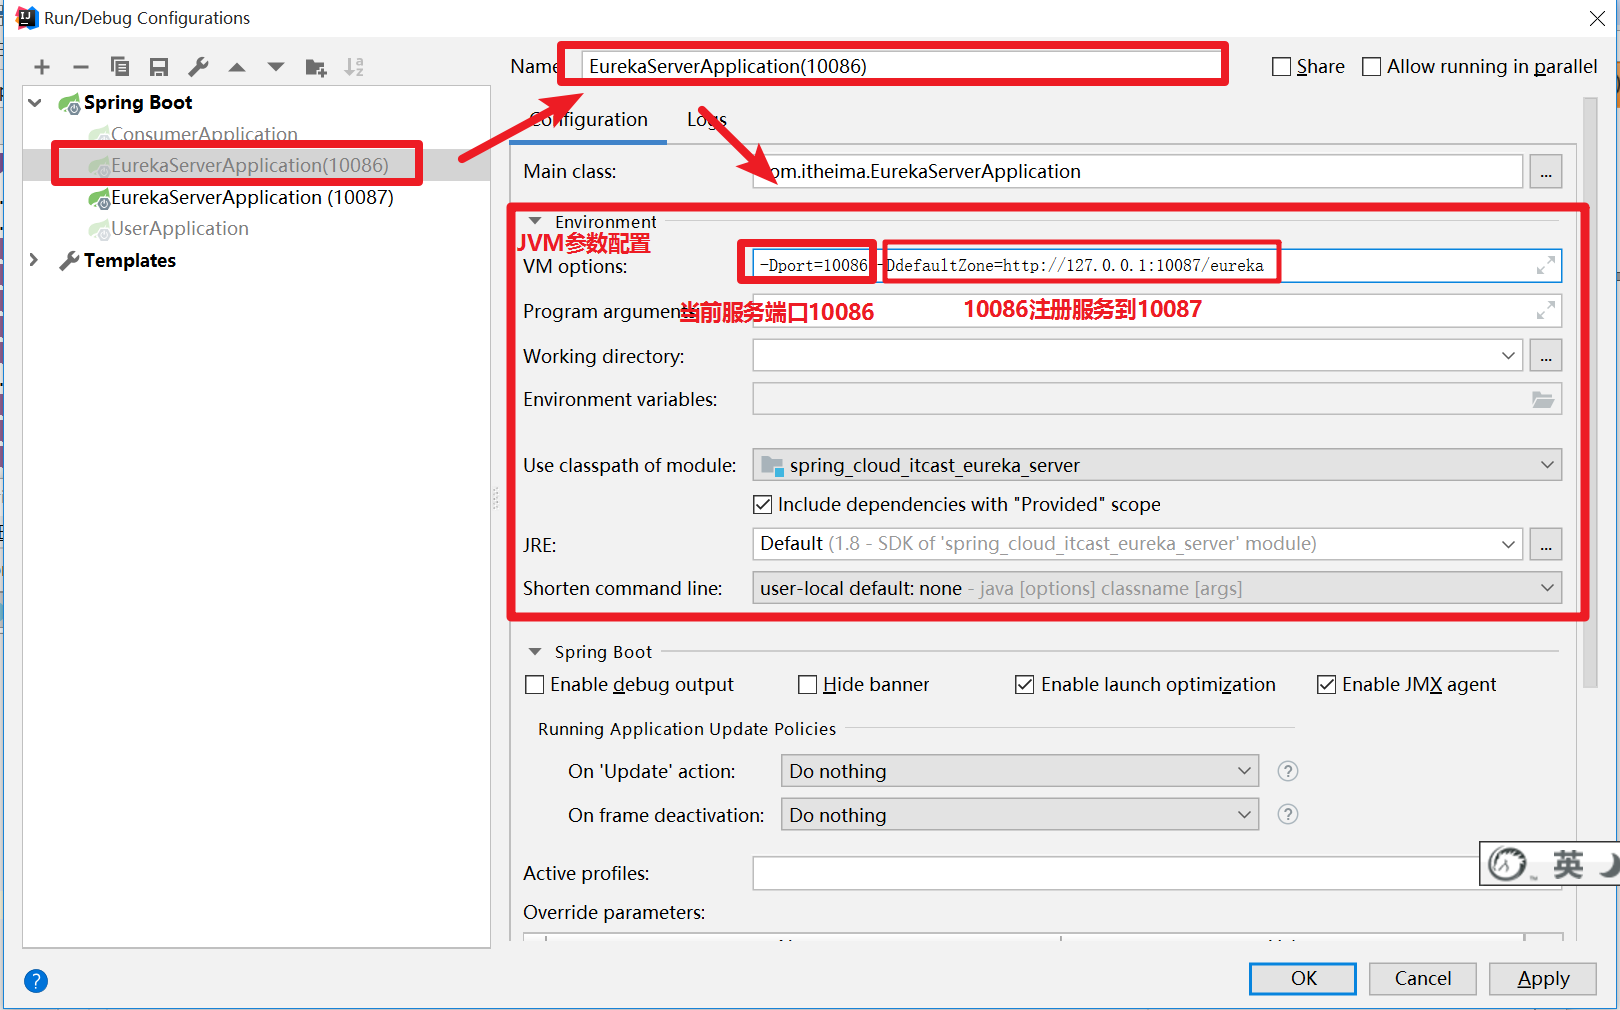 Run/Debug Configurations
Name EurekaServerApplication(10086)
Share
Allow running in parallel
Spring Boot
ConsumerApplication
EurekaServerApplication(10086)
EurekaServerApplication (10087)
UserApplication
Templates
Configuration
Logs
Main class: com.itheima.EurekaServerApplication
...
Environment
JVM参数配置
VM options: -Dport=10086 -DdefaultZone=http://127.0.0.1:10087/eureka
Program arguments
当前服务端口10086
10086注册服务到10087
Working directory:
...
Environment variables:
Use classpath of module: spring_cloud_itcast_eureka_server
Include dependencies with "Provided" scope
JRE: Default (1.8 - SDK of 'spring_cloud_itcast_eureka_server' module)
...
Shorten command line: user-local default: none - java [options] classname [args]
Spring Boot
Enable debug output
Hide banner
Enable launch optimization
Enable JMX agent
Running Application Update Policies
On 'Update' action: Do nothing
?
On frame deactivation: Do nothing
?
Active profiles:
英
Override parameters:
?
OK
Cancel
Apply